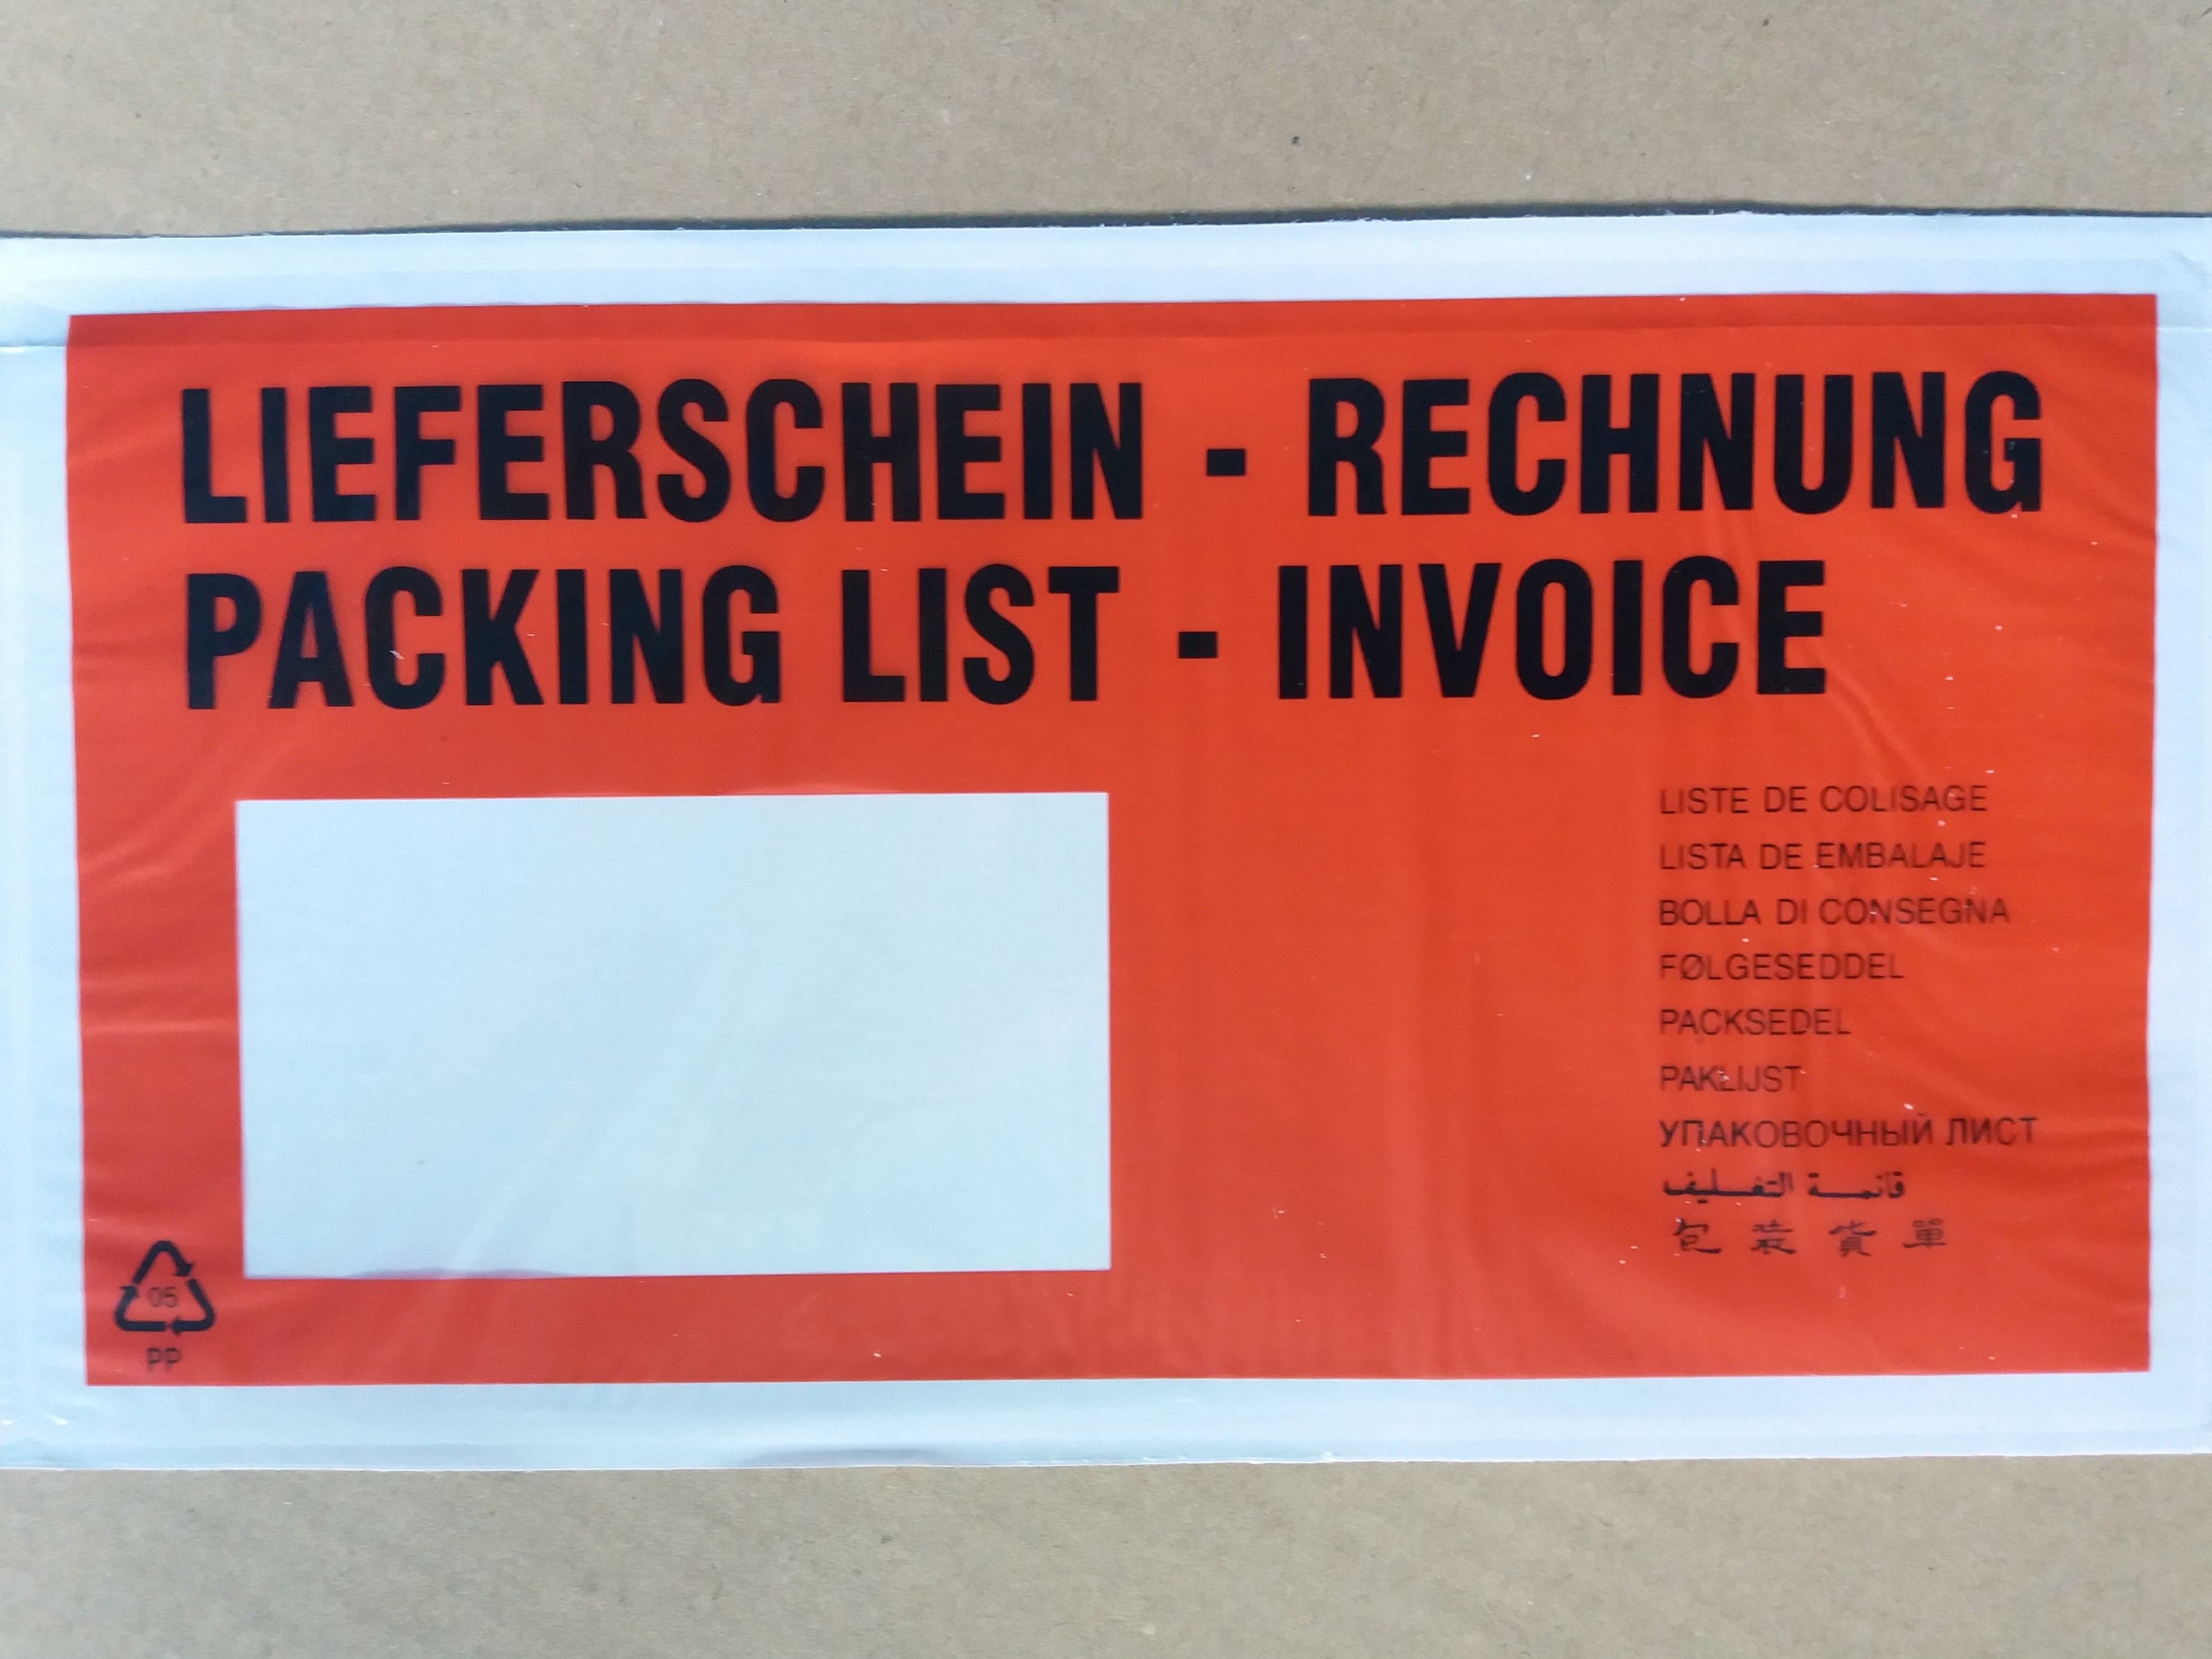 LIEFERSCHEIN - RECHNUNG
PACKING LIST - INVOICE
LISTE DE COLISAGE
LISTA DE EMBALAJE
BOLLA DI CONSEGNA
FØLGESEDDEL
PACKSEDEL
PAKLIJST
УПАКОВОЧНЫЙ ЛИСТ
قائمة التغليف
包裝貨單
05
PP